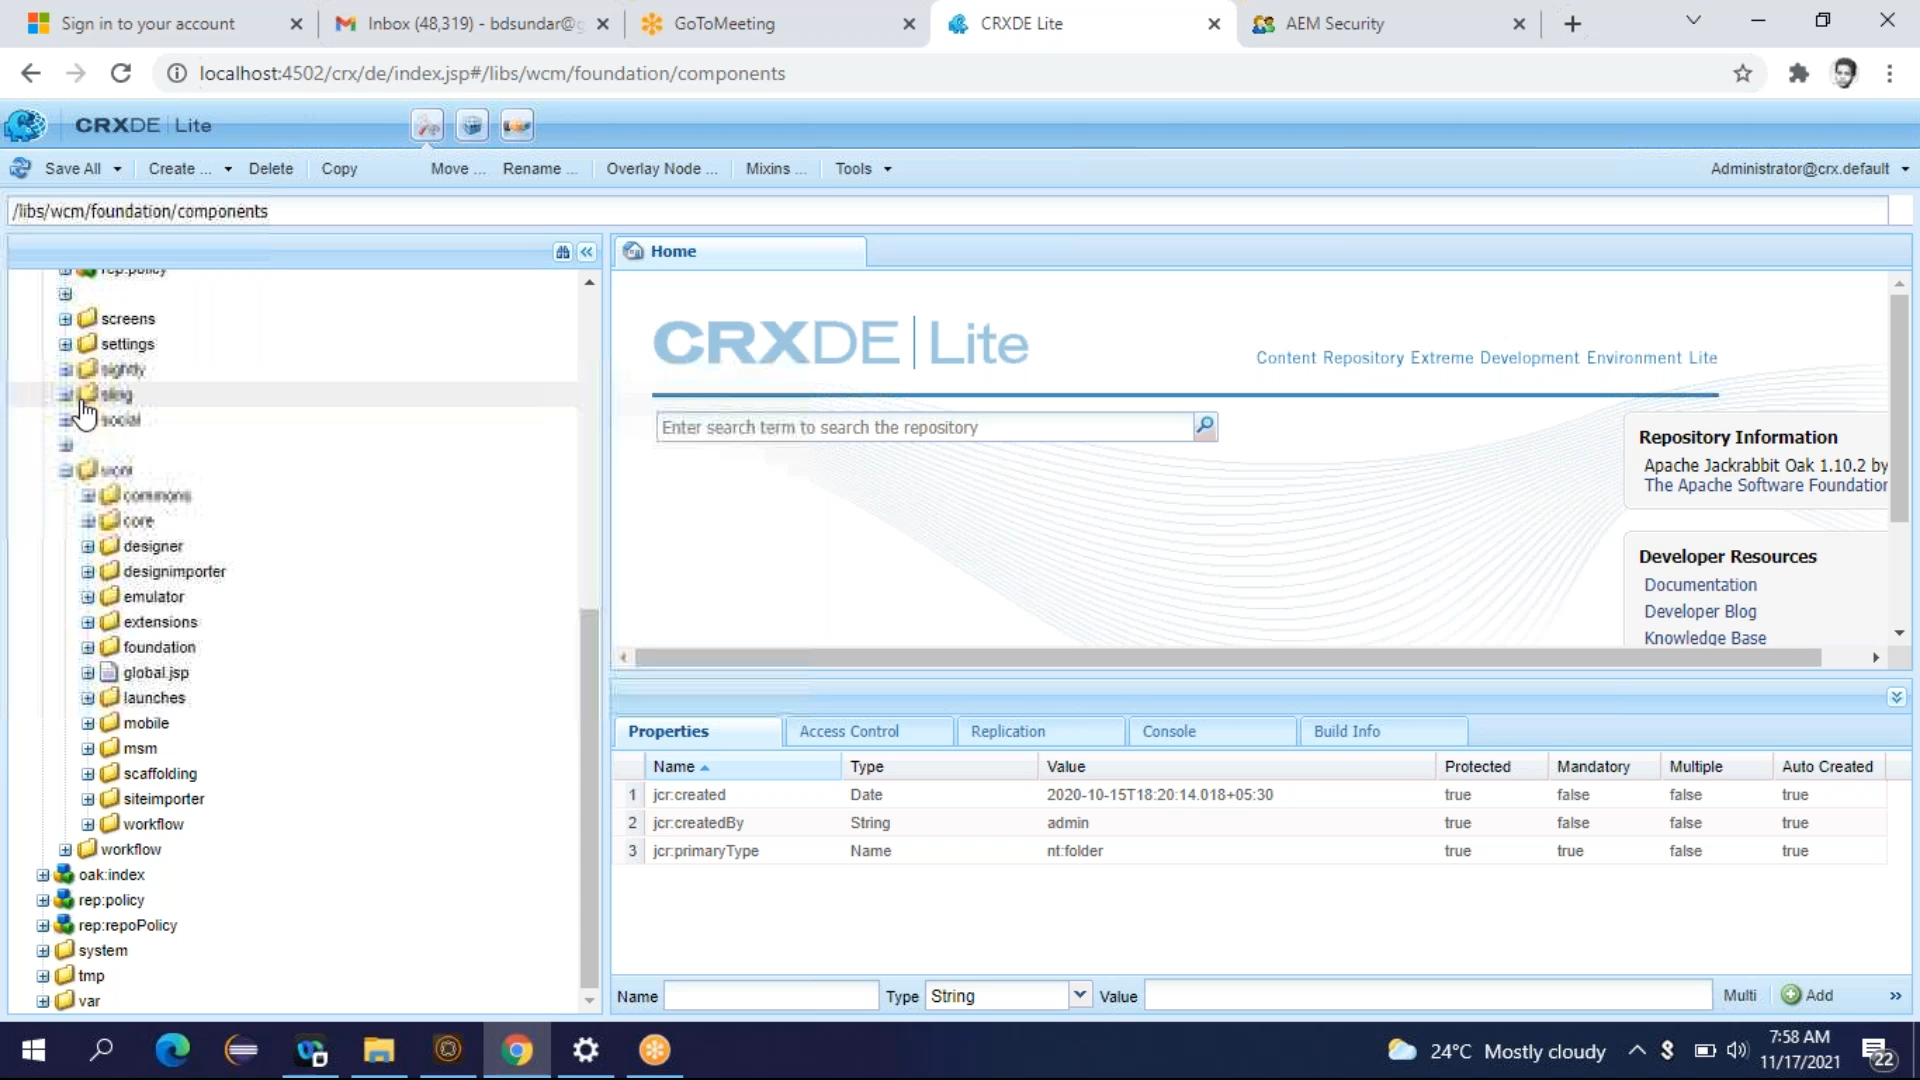 Sign in to your account
Inbox (48,319) - bdsundar@g
GoToMeeting
CRXDE Lite
AEM Security
localhost:4502/crx/de/index.jsp#/libs/wcm/foundation/components
CRXDE | Lite
Save All
Create ...
Delete
Copy
Move ...
Rename ...
Overlay Node ...
Mixins ...
Tools
Administrator@crx.default
/libs/wcm/foundation/components
rep:policy
screens
settings
sightly
sling
social
wcm
commons
core
designer
designimporter
emulator
extensions
foundation
global.jsp
launches
mobile
msm
scaffolding
siteimporter
workflow
workflow
oak:index
rep:policy
rep:repoPolicy
system
tmp
var
Home
CRXDE | Lite
Content Repository Extreme Development Environment Lite
Enter search term to search the repository
Repository Information
Apache Jackrabbit Oak 1.10.2 by
The Apache Software Foundation
Developer Resources
Documentation
Developer Blog
Knowledge Base
Properties
Access Control
Replication
Console
Build Info
Name Type Value Protected Mandatory Multiple Auto Created
1 jcr:created Date 2020-10-15T18:20:14.018+05:30 true false false true
2 jcr:createdBy String admin true false false true
3 jcr:primaryType Name nt:folder true true false true
Name Type String Value Multi Add
24°C Mostly cloudy
7:58 AM
11/17/2021
22